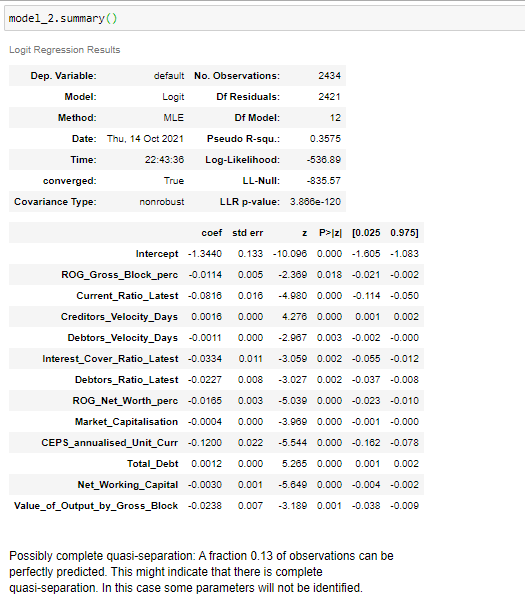 model_2.summary()
Logit Regression Results
Dep. Variable: default No. Observations: 2434
Model: Logit Df Residuals: 2421
Method: MLE Df Model: 12
Date: Thu, 14 Oct 2021 Pseudo R-squ.: 0.3575
Time: 22:43:36 Log-Likelihood: -536.89
converged: True LL-Null: -835.57
Covariance Type: nonrobust LLR p-value: 3.866e-120
coef std err z P>|z| [0.025 0.975]
Intercept -1.3440 0.133 -10.096 0.000 -1.605 -1.083
ROG_Gross_Block_perc -0.0114 0.005 -2.369 0.018 -0.021 -0.002
Current_Ratio_Latest -0.0816 0.016 -4.980 0.000 -0.114 -0.050
Creditors_Velocity_Days 0.0016 0.000 4.276 0.000 0.001 0.002
Debtors_Velocity_Days -0.0011 0.000 -2.967 0.003 -0.002 -0.000
Interest_Cover_Ratio_Latest -0.0334 0.011 -3.059 0.002 -0.055 -0.012
Debtors_Ratio_Latest -0.0227 0.008 -3.027 0.002 -0.037 -0.008
ROG_Net_Worth_perc -0.0165 0.003 -5.039 0.000 -0.023 -0.010
Market_Capitalisation -0.0004 0.000 -3.969 0.000 -0.001 -0.000
CEPS_annualised_Unit_Curr -0.1200 0.022 -5.544 0.000 -0.162 -0.078
Total_Debt 0.0012 0.000 5.265 0.000 0.001 0.002
Net_Working_Capital -0.0030 0.001 -5.649 0.000 -0.004 -0.002
Value_of_Output_by_Gross_Block -0.0238 0.007 -3.189 0.001 -0.038 -0.009
Possibly complete quasi-separation: A fraction 0.13 of observations can be
perfectly predicted. This might indicate that there is complete
quasi-separation. In this case some parameters will not be identified.